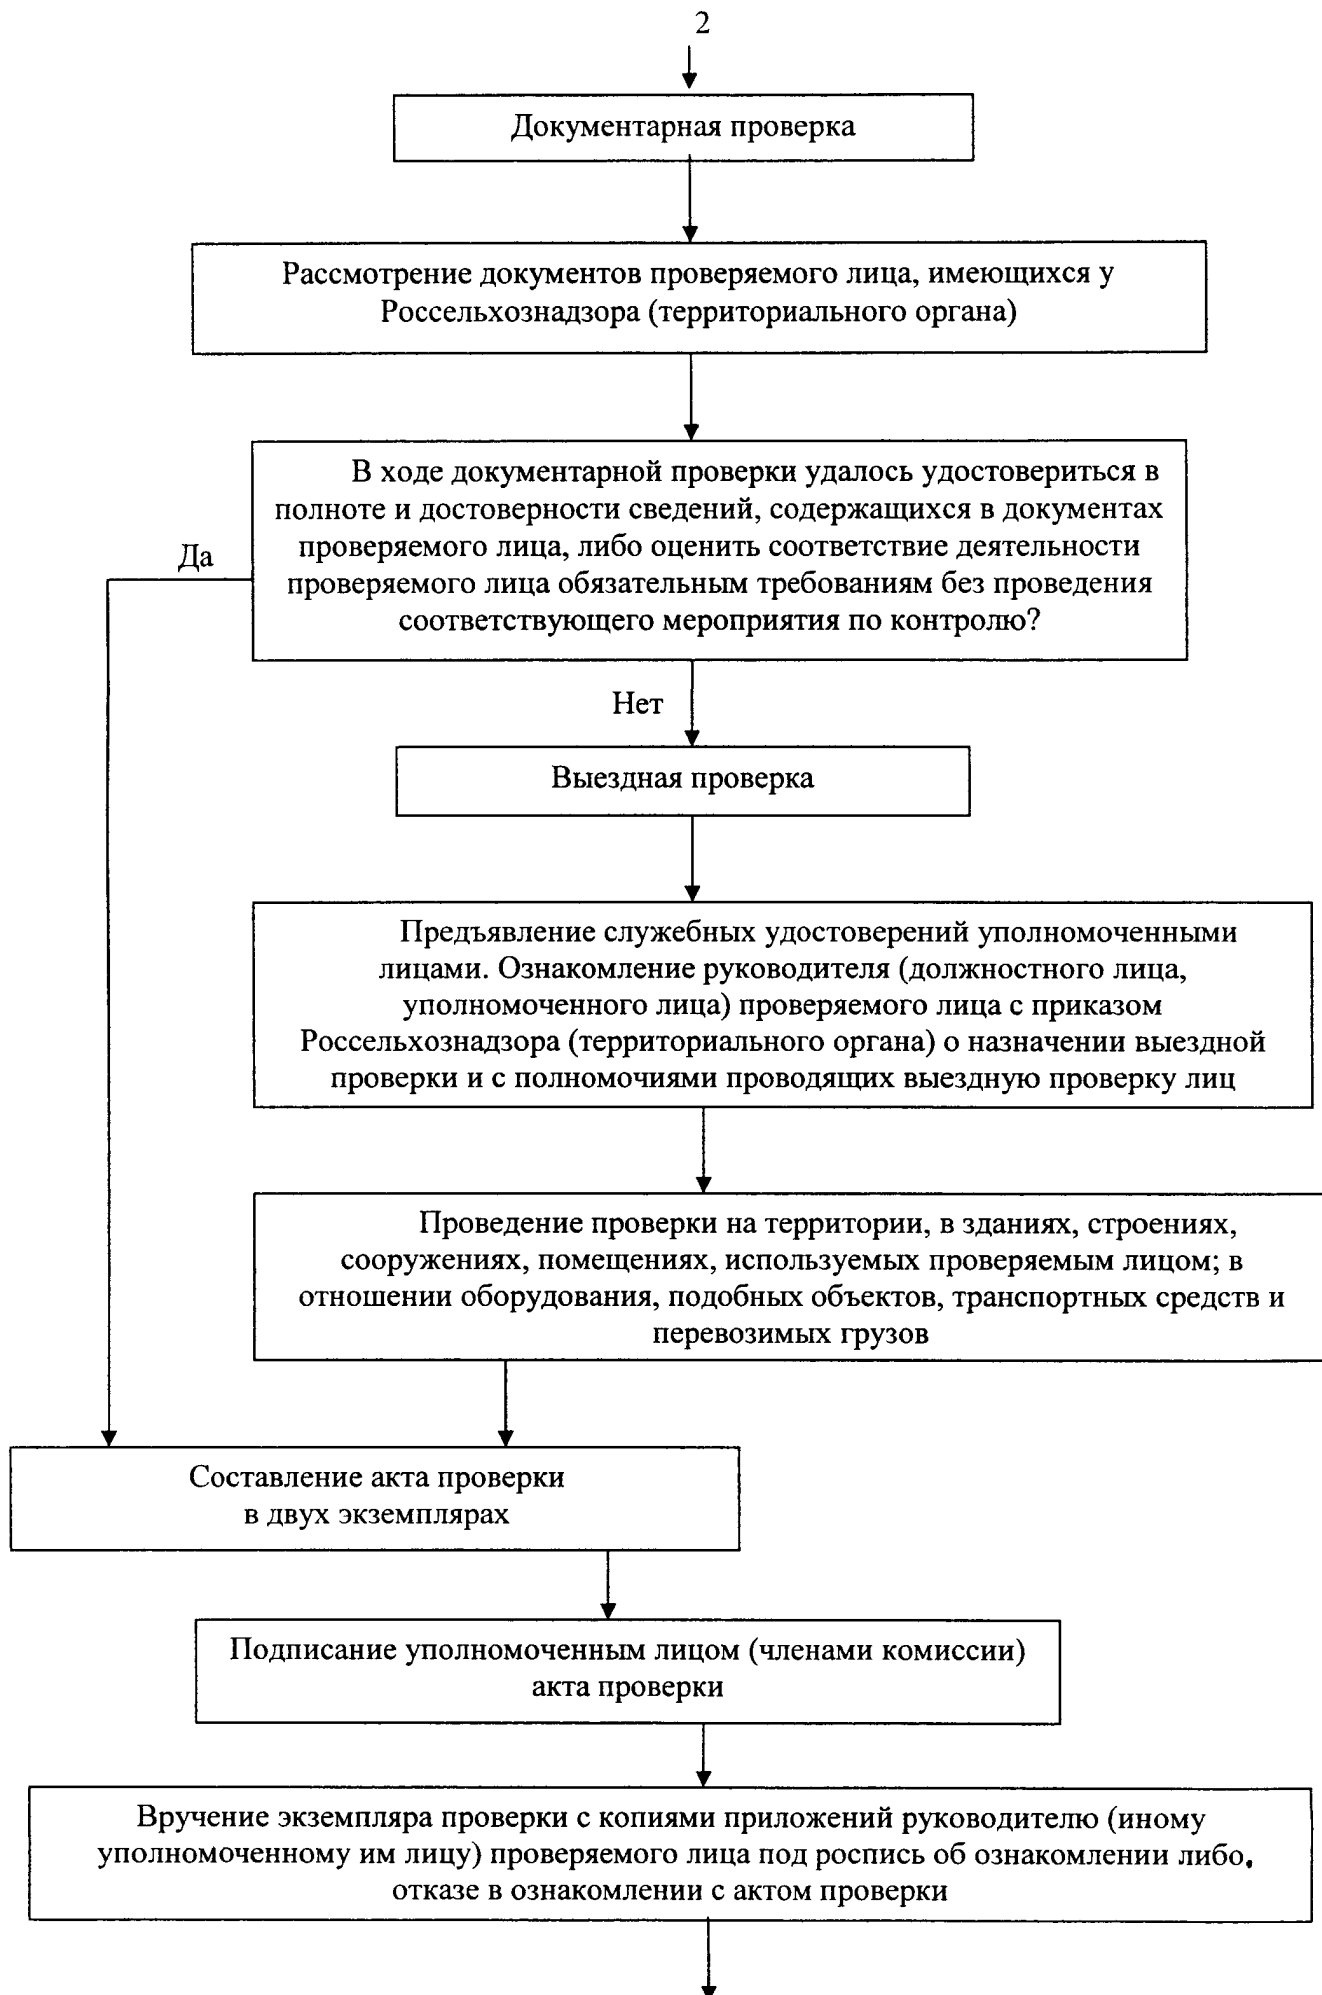 2
Документарная проверка
Рассмотрение документов проверяемого лица, имеющихся у
Россельхознадзора (территориального органа)
В ходе документарной проверки удалось удостовериться в
полноте и достоверности сведений, содержащихся в документах
проверяемого лица, либо оценить соответствие деятельности
проверяемого лица обязательным требованиям без проведения
соответствующего мероприятия по контролю?
Да
Нет
Выездная проверка
Предъявление служебных удостоверений уполномоченными
лицами. Ознакомление руководителя (должностного лица,
уполномоченного лица) проверяемого лица с приказом
Россельхознадзора (территориального органа) о назначении выездной
проверки и с полномочиями проводящих выездную проверку лиц
Проведение проверки на территории, в зданиях, строениях,
сооружениях, помещениях, используемых проверяемым лицом; в
отношении оборудования, подобных объектов, транспортных средств и
перевозимых грузов
Составление акта проверки
в двух экземплярах
Подписание уполномоченным лицом (членами комиссии)
акта проверки
Вручение экземпляра проверки с копиями приложений руководителю (иному
уполномоченному им лицу) проверяемого лица под роспись об ознакомлении либо,
отказе в ознакомлении с актом проверки